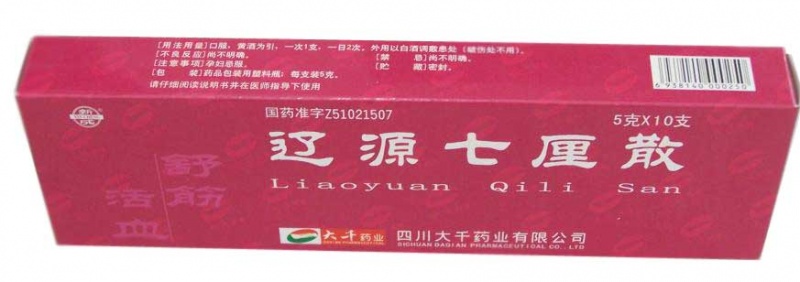 [用法用量]口服,黄酒为引,一次1支,一日2次。外用以白酒调敷患处(破伤处不用)。
[不良反应]尚不明确。
[禁 忌]尚不明确。
[注意事项]孕妇忌服。
[贮 藏]密封。
[包 装]药品包装用塑料瓶:每支装5克。
请仔细阅读说明书并在医师指导下使用
6938140000250
国药准字Z51021507
5克X10支
辽源七厘散
Liaoyuan Qili San
舒筋
活血
大千药业
四川大千药业有限公司
SICHUAN DAQIAN PHARMACEUTICAL CO., LTD